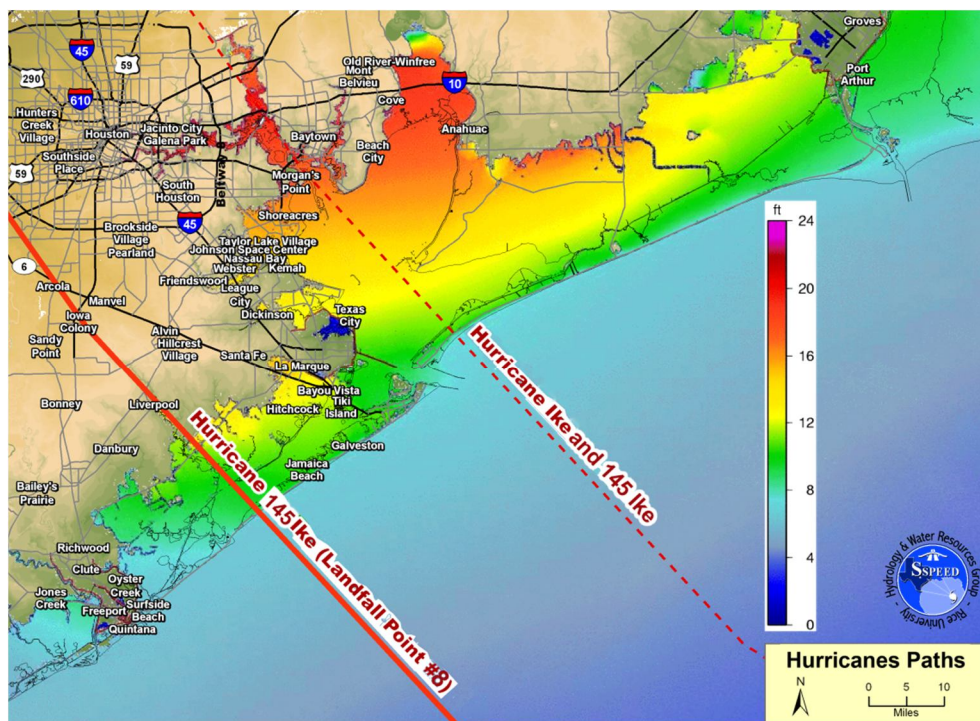 Groves
45
59
Old River-Winfree
Mont
Belvieu
Port
Arthur
290
10
610
Cove
Hunters
Creek
Village
Houston
Jacinto City
Galena Park
Baytown
Anahuac
Beach
City
Beltway 8
Southside
Place
59
Morgan's
Point
South
Houston
ft
24
Shoreacres
45
Brookside
Village
Pearland
Taylor Lake Village
Johnson Space Center
Nassau Bay
Webster
Kemah
20
6
Friendswood
League
City
Arcola
Manvel
Dickinson
Texas
City
Iowa
Colony
16
Sandy
Point
Alvin
Hillcrest
Village
Santa Fe
La Marque
Hurricane Ike and 145 Ike
Bayou Vista
Tiki
Island
Bonney
Liverpool
Hitchcock
12
Hurricane 145 Ike (Landfall Point #8)
Danbury
Galveston
Jamaica
Beach
8
Bailey's
Prairie
Richwood
4
Clute
Oyster
Creek
Jones
Creek
Surfside
Beach
Freeport
Quintana
0
Hydrology & Water Resources Group
SSPEED
Rice University
Hurricanes Paths
N
0 5 10
Miles